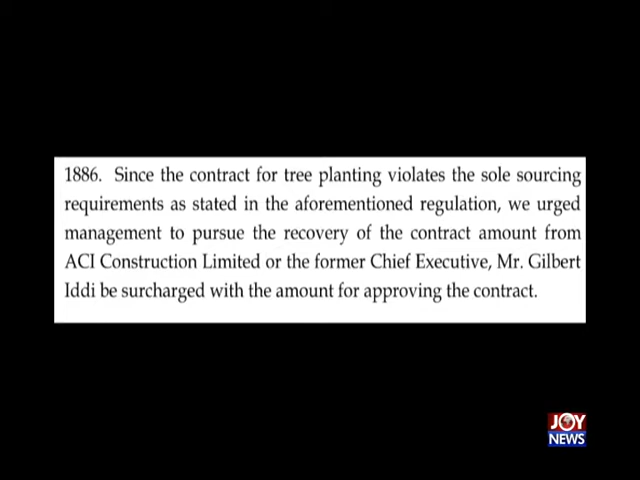 1886. Since the contract for tree planting violates the sole sourcing
requirements as stated in the aforementioned regulation, we urged
management to pursue the recovery of the contract amount from
ACI Construction Limited or the former Chief Executive, Mr. Gilbert
Iddi be surcharged with the amount for approving the contract.
JOY
NEWS